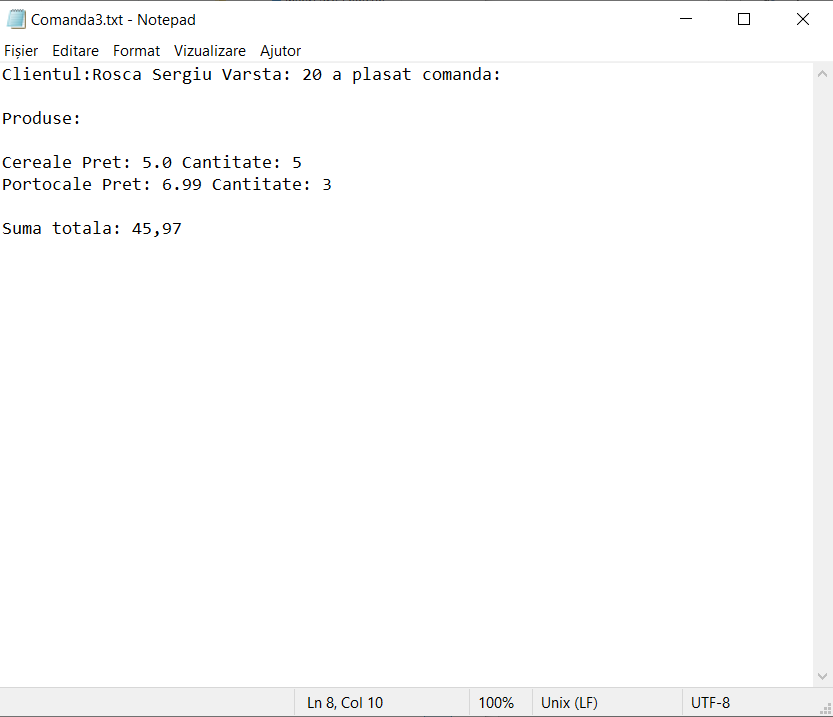 Comanda3.txt - Notepad
Fișier Editare Format Vizualizare Ajutor
Clientul:Rosca Sergiu Varsta: 20 a plasat comanda:
Produse:
Cereale Pret: 5.0 Cantitate: 5
Portocale Pret: 6.99 Cantitate: 3
Suma totala: 45,97
Ln 8, Col 10 100% Unix (LF) UTF-8